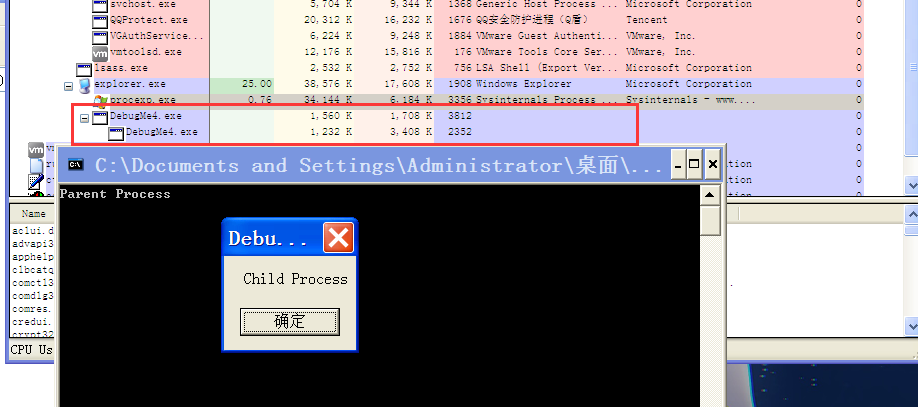 svchost.exe 5,704 K 9,344 K 1368 Generic Host Process ... Microsoft Corporation 0
QQProtect.exe 20,312 K 16,232 K 1676 QQ安全防护进程（Q盾） Tencent 0
VGAuthService... 6,224 K 9,248 K 1884 VMware Guest Authenti... VMware, Inc. 0
vmtoolsd.exe 12,176 K 15,816 K 176 VMware Tools Core Ser... VMware, Inc. 0
lsass.exe 2,532 K 2,752 K 756 LSA Shell (Export Ver... Microsoft Corporation 0
explorer.exe 25.00 38,576 K 17,608 K 1908 Windows Explorer Microsoft Corporation 0
procexp.exe 0.76 34,144 K 6,184 K 3356 Sysinternals Process ... Sysinternals - www.... 0
DebugMe4.exe 1,560 K 1,708 K 3812 0
DebugMe4.exe 1,232 K 3,408 K 2352 0
C:\Documents and Settings\Administrator\桌面\...
Parent Process
Debu...
Child Process
确定
Name
aclui.d
advapi3
apphelp
clbcatq
comctl3
comdlg3
comres.
credui.
crypt32
CPU Us